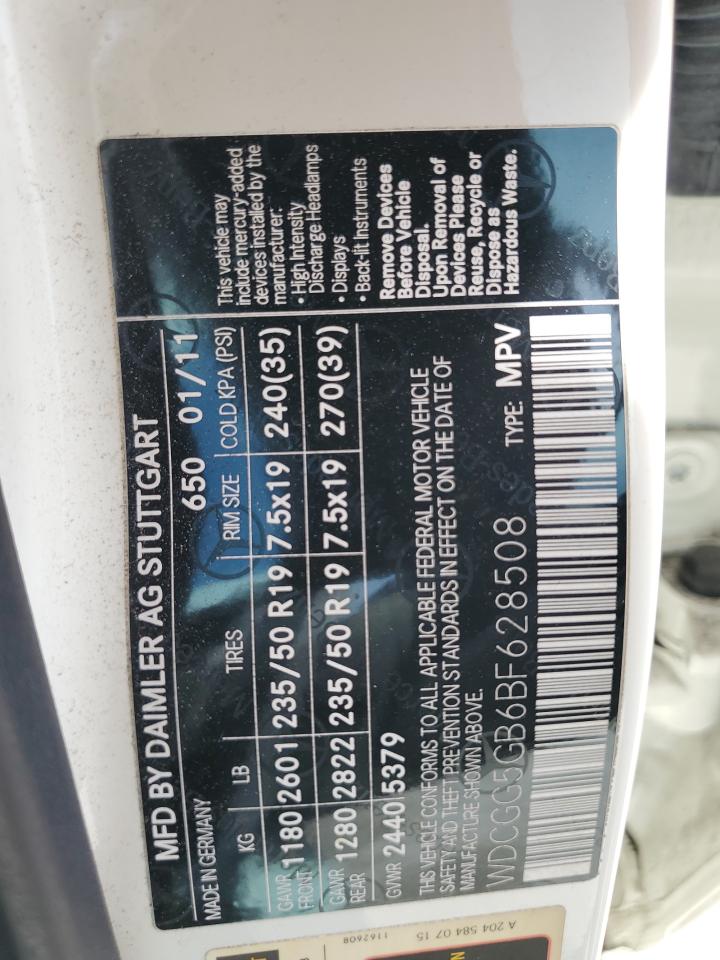 MFD BY DAIMLER AG STUTTGART
MADE IN GERMANY 650 01/11
KG LB TIRES RIM SIZE COLD KPA (PSI)
GAWR FRONT 1180 2601 235/50 R19 7.5x19 240(35)
GAWR REAR 1280 2822 235/50 R19 7.5x19 270(39)
GVWR 2440 5379
THIS VEHICLE CONFORMS TO ALL APPLICABLE FEDERAL MOTOR VEHICLE
SAFETY AND THEFT PREVENTION STANDARDS IN EFFECT ON THE DATE OF
MANUFACTURE SHOWN ABOVE.
WDCGG5GB6BF628508 TYPE: MPV
This vehicle may
include mercury-added
devices installed by the
manufacturer:
• High Intensity
Discharge Headlamps
• Displays
• Back-lit Instruments
Remove Devices
Before Vehicle
Disposal.
Upon Removal of
Devices Please
Reuse, Recycle or
Dispose as
Hazardous Waste.
A 204 584 07 15
1162608